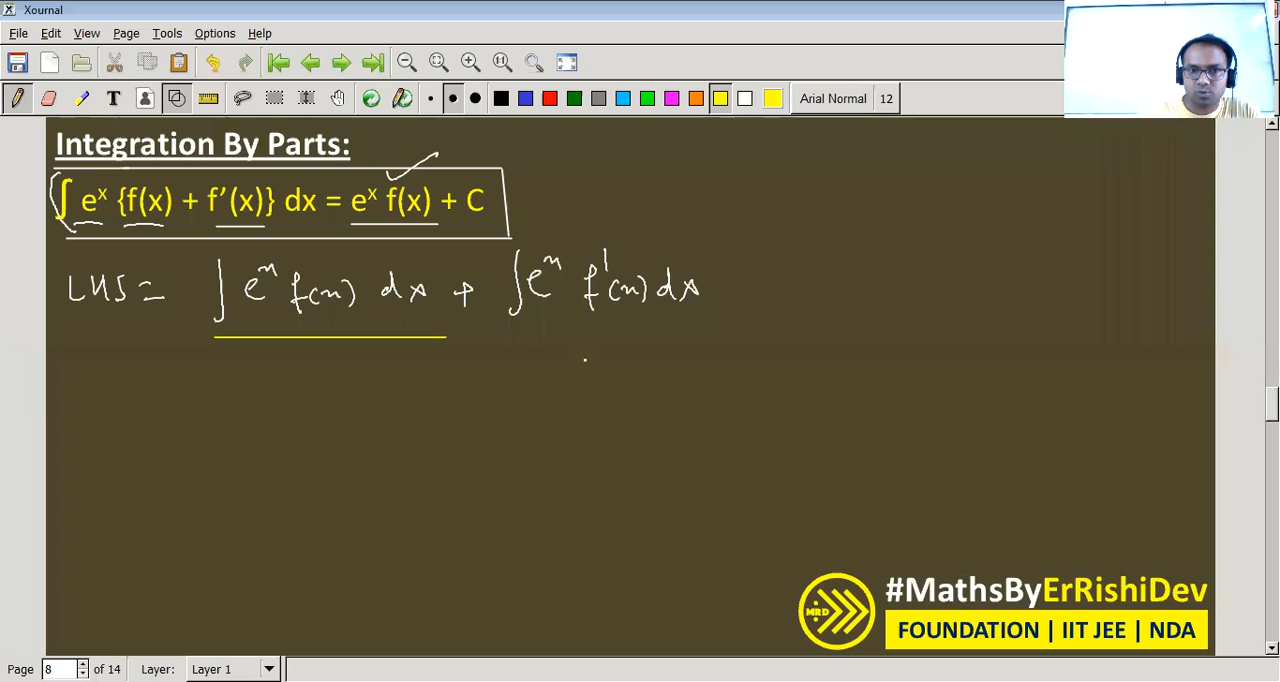 Xournal
File Edit View Page Tools Options Help
Arial Normal 12
Integration By Parts:
∫ eˣ {f(x) + f’(x)} dx = eˣ f(x) + C
LHS = ∫ eˣ f(x) dx + ∫ eˣ f'(x) dx
MRD
#MathsByErRishiDev
FOUNDATION | IIT JEE | NDA
Page 8 of 14 Layer: Layer 1